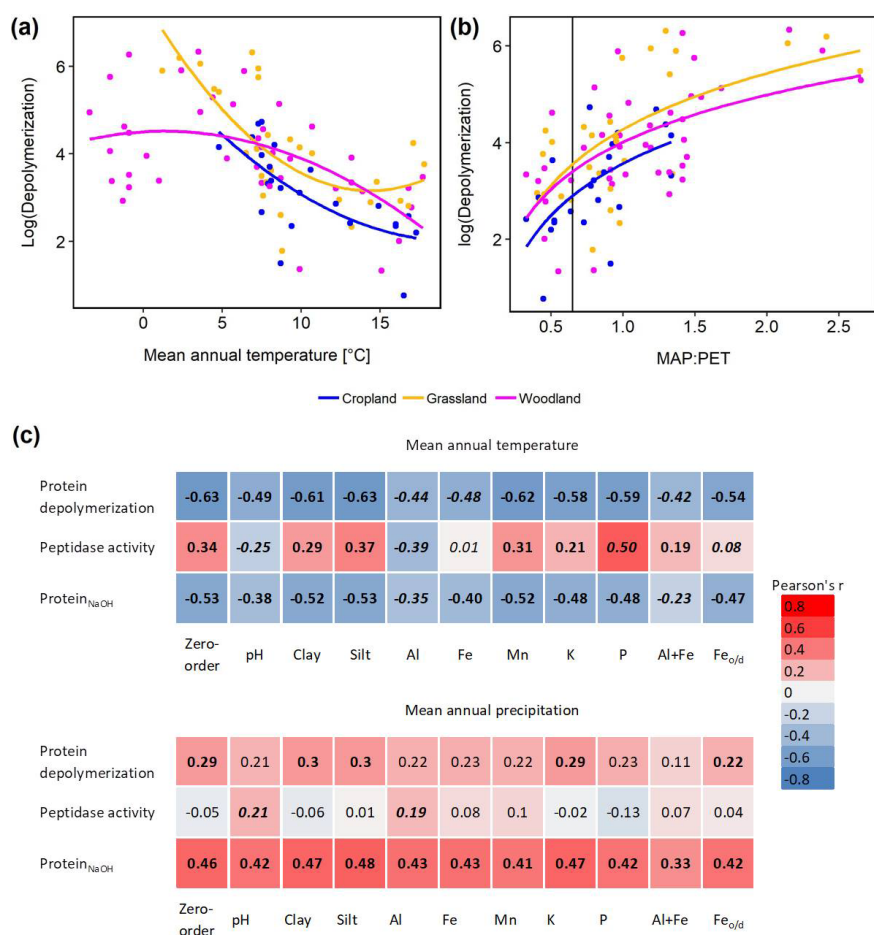 (a)
(b)
Log(Depolymerization)
6
4
2
0
5
10
15
Mean annual temperature [°C]
log(Depolymerization)
6
4
2
0
0.5
1.0
1.5
2.0
2.5
MAP:PET
Cropland Grassland Woodland
(c)
Mean annual temperature
Protein
depolymerization
-0.63 -0.49 -0.61 -0.63 -0.44 -0.48 -0.62 -0.58 -0.59 -0.42 -0.54
Peptidase activity
0.34 -0.25 0.29 0.37 -0.39 0.01 0.31 0.21 0.50 0.19 0.08
Protein NaOH
-0.53 -0.38 -0.52 -0.53 -0.35 -0.40 -0.52 -0.48 -0.48 -0.23 -0.47
Zero-
order pH Clay Silt Al Fe Mn K P Al+Fe Feo/d
Pearson's r
0.8
0.6
0.4
0.2
0
-0.2
-0.4
-0.6
-0.8
Mean annual precipitation
Protein
depolymerization
0.29 0.21 0.3 0.3 0.22 0.23 0.22 0.29 0.23 0.11 0.22
Peptidase activity
-0.05 0.21 -0.06 0.01 0.19 0.08 0.1 -0.02 -0.13 0.07 0.04
Protein NaOH
0.46 0.42 0.47 0.48 0.43 0.43 0.41 0.47 0.42 0.33 0.42
Zero-
order pH Clay Silt Al Fe Mn K P Al+Fe Feo/d